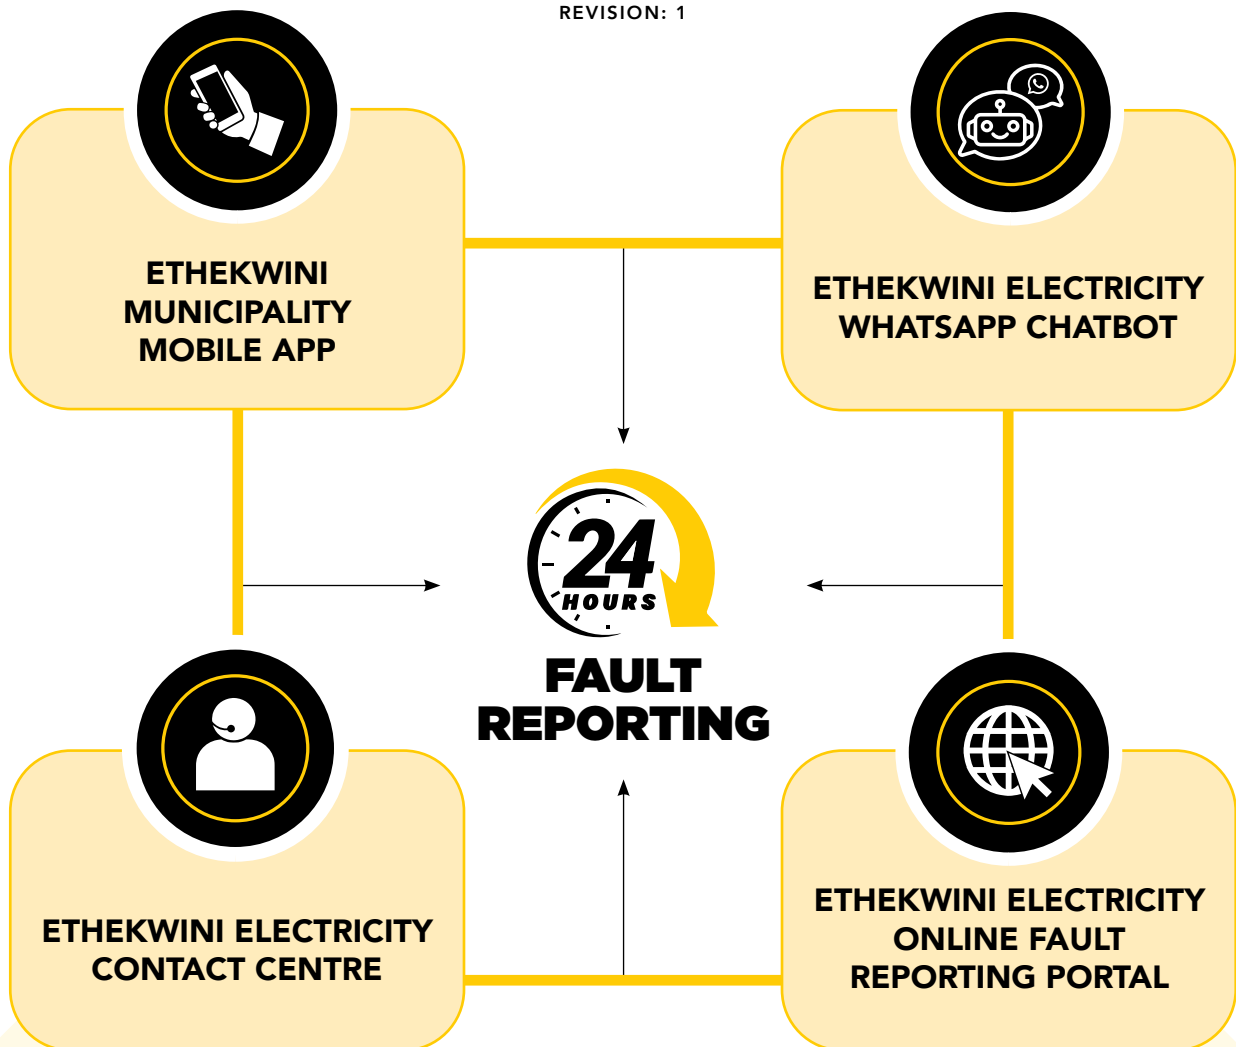 REVISION: 1
ETHEKWINI
MUNICIPALITY
MOBILE APP
ETHEKWINI ELECTRICITY
WHATSAPP CHATBOT
24
HOURS
FAULT
REPORTING
ETHEKWINI ELECTRICITY
CONTACT CENTRE
ETHEKWINI ELECTRICITY
ONLINE FAULT
REPORTING PORTAL